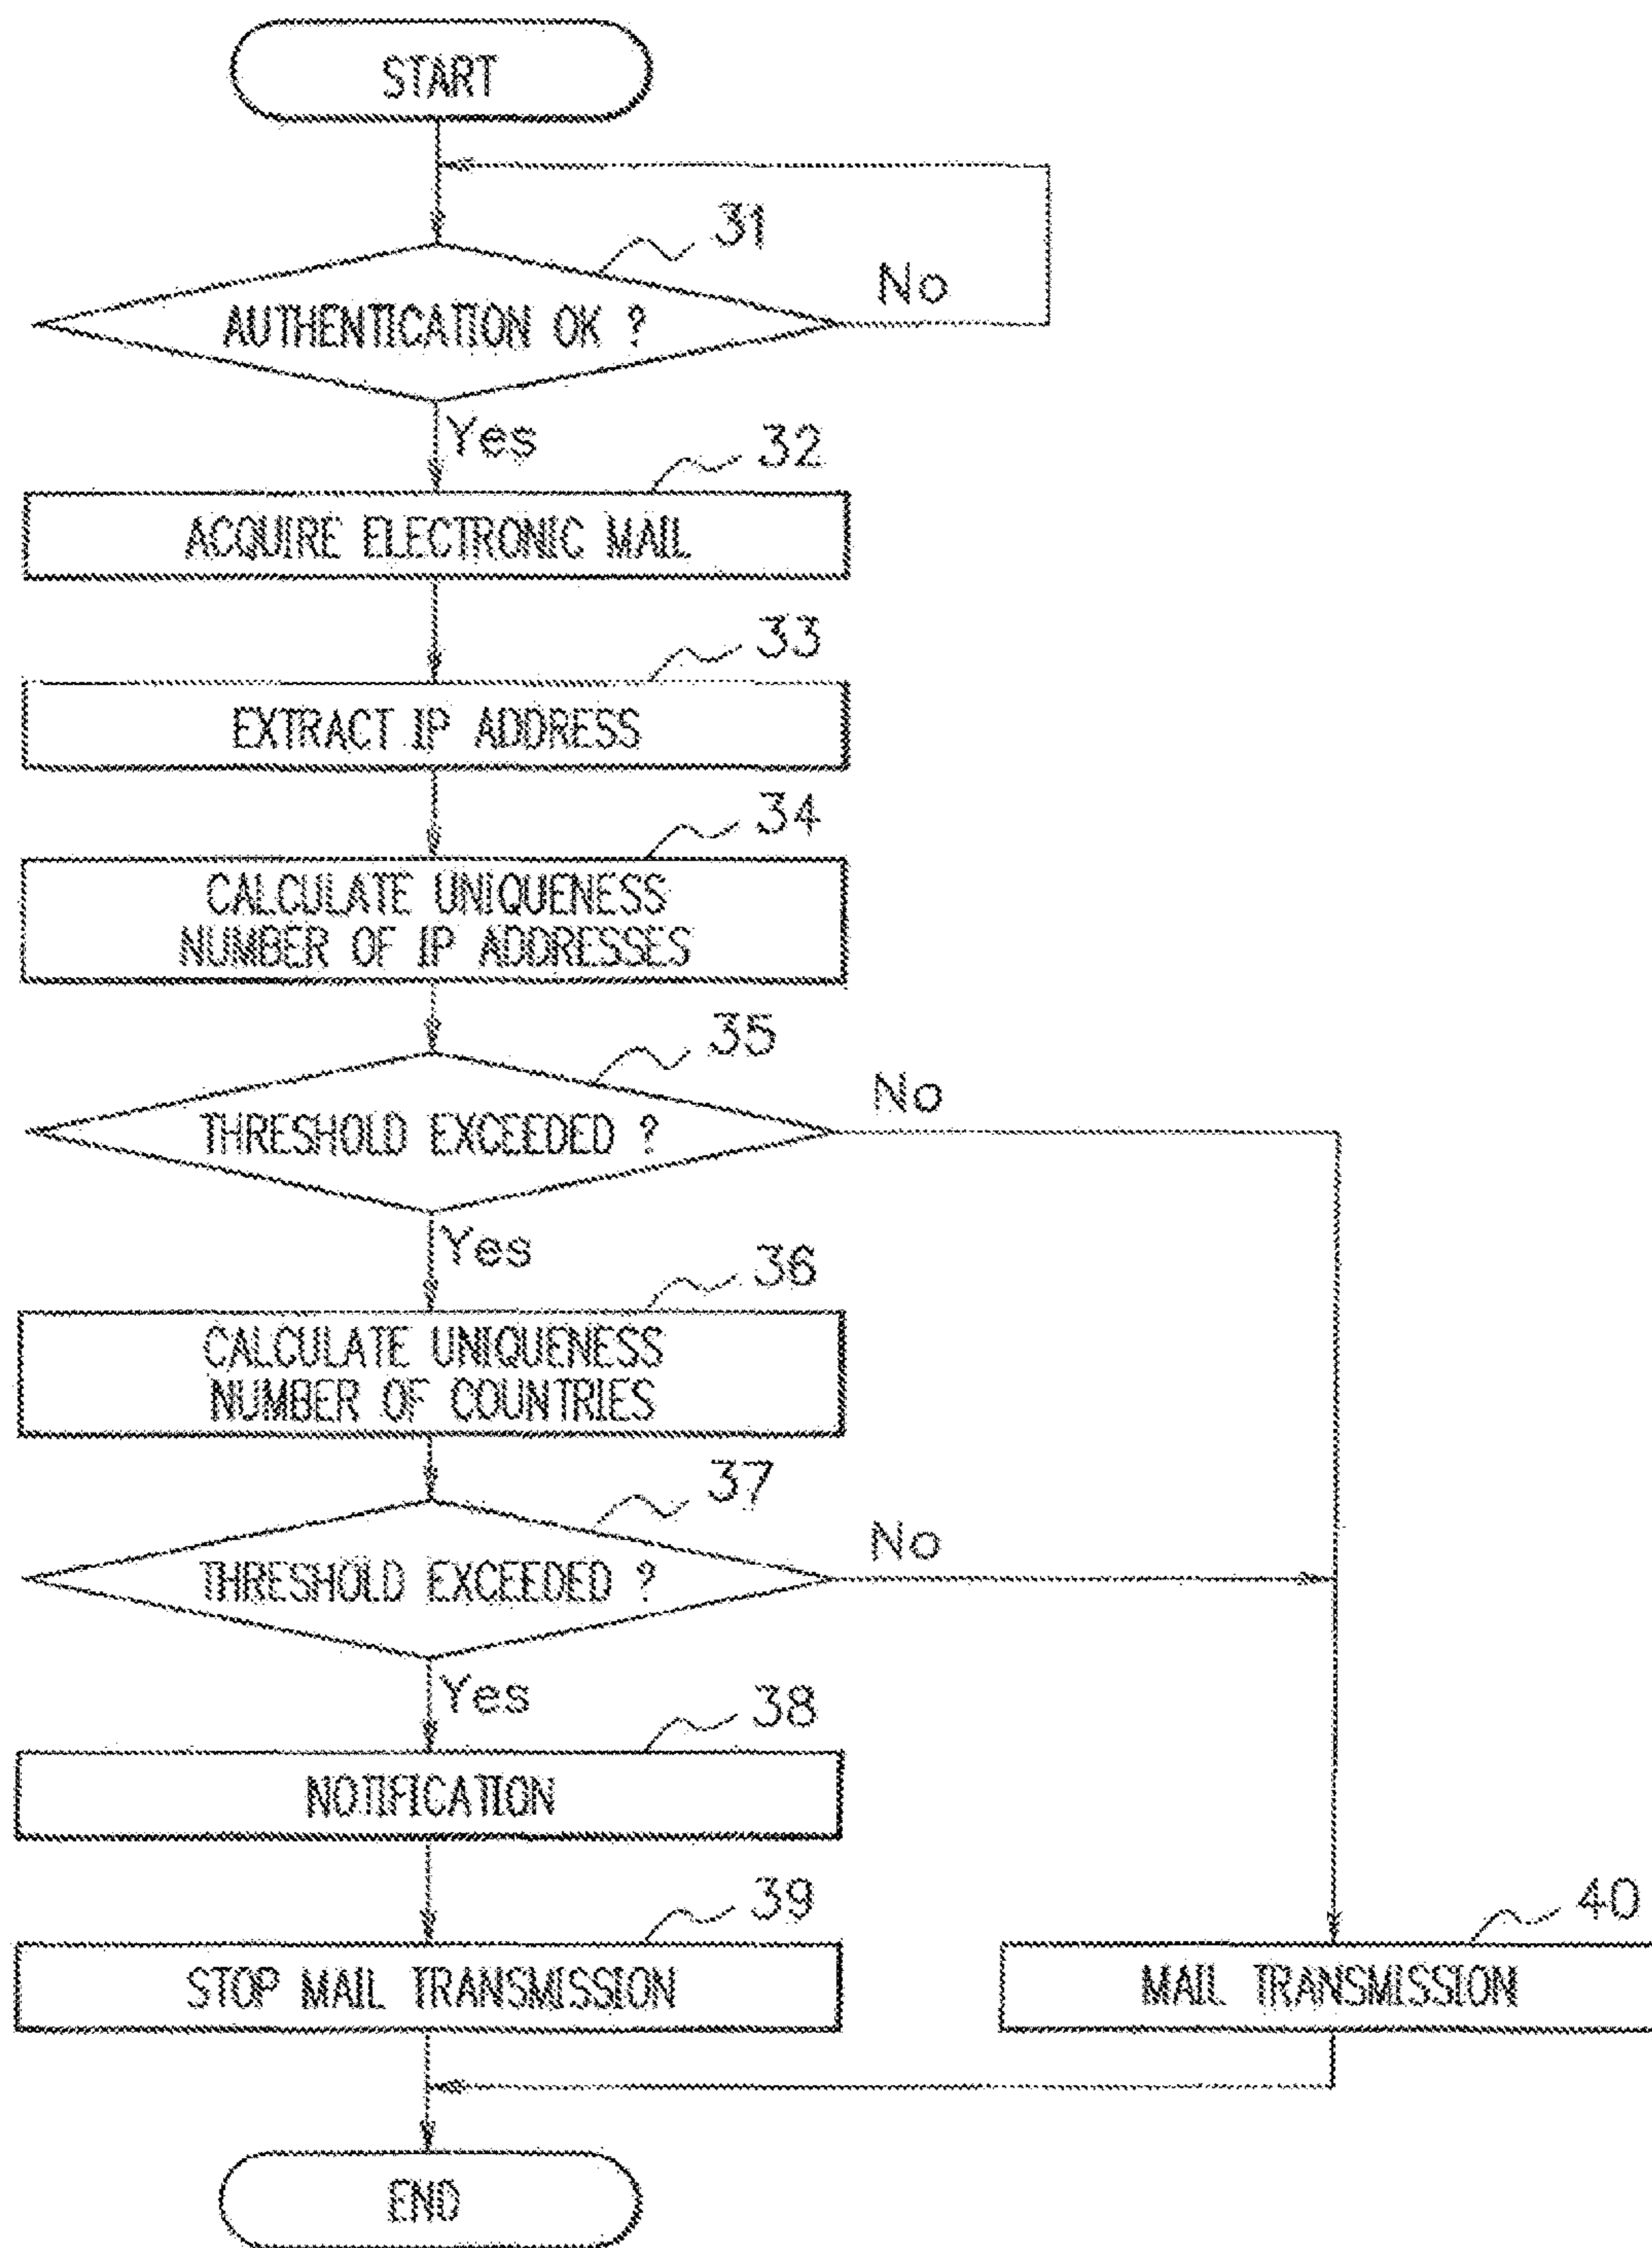 START
31
No
AUTHENTICATION OK ?
Yes
32
ACQUIRE ELECTRONIC MAIL
33
EXTRACT IP ADDRESS
34
CALCULATE UNIQUENESS
NUMBER OF IP ADDRESSES
35
No
THRESHOLD EXCEEDED ?
Yes
36
CALCULATE UNIQUENESS
NUMBER OF COUNTRIES
37
No
THRESHOLD EXCEEDED ?
Yes
38
NOTIFICATION
39
40
STOP MAIL TRANSMISSION
MAIL TRANSMISSION
END